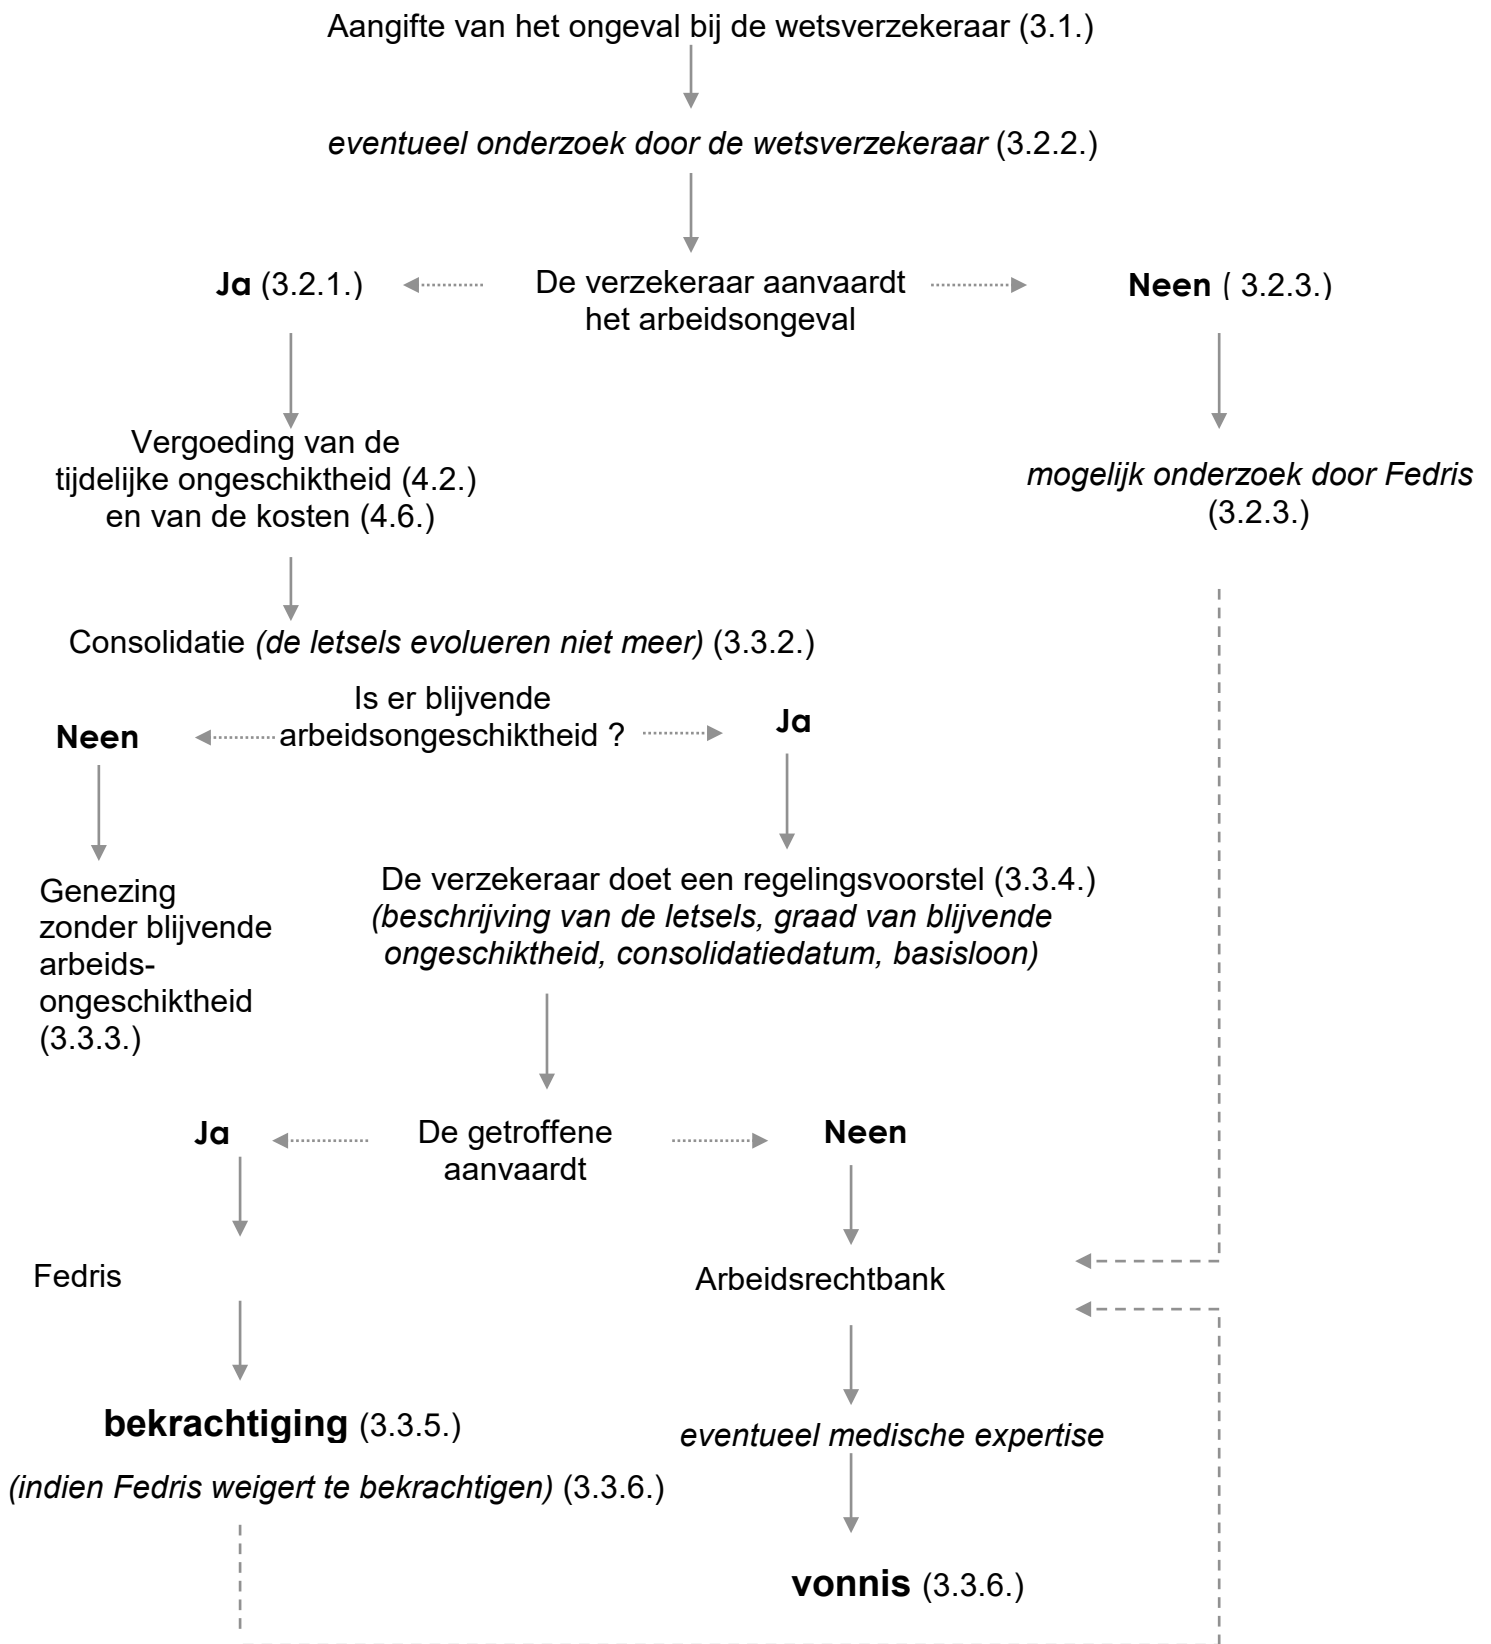 Aangifte van het ongeval bij de wetsverzekeraar (3.1.)
eventueel onderzoek door de wetsverzekeraar (3.2.2.)
Ja (3.2.1.)
De verzekeraar aanvaardt
het arbeidsongeval
Neen ( 3.2.3.)
Vergoeding van de
tijdelijke ongeschiktheid (4.2.)
en van de kosten (4.6.)
mogelijk onderzoek door Fedris
(3.2.3.)
Consolidatie (de letsels evolueren niet meer) (3.3.2.)
Is er blijvende
arbeidsongeschiktheid ?
Neen
Ja
Genezing
zonder blijvende
arbeids-
ongeschiktheid
(3.3.3.)
De verzekeraar doet een regelingsvoorstel (3.3.4.)
(beschrijving van de letsels, graad van blijvende
ongeschiktheid, consolidatiedatum, basisloon)
Ja
De getroffene
aanvaardt
Neen
Fedris
Arbeidsrechtbank
bekrachtiging (3.3.5.)
eventueel medische expertise
(indien Fedris weigert te bekrachtigen) (3.3.6.)
vonnis (3.3.6.)